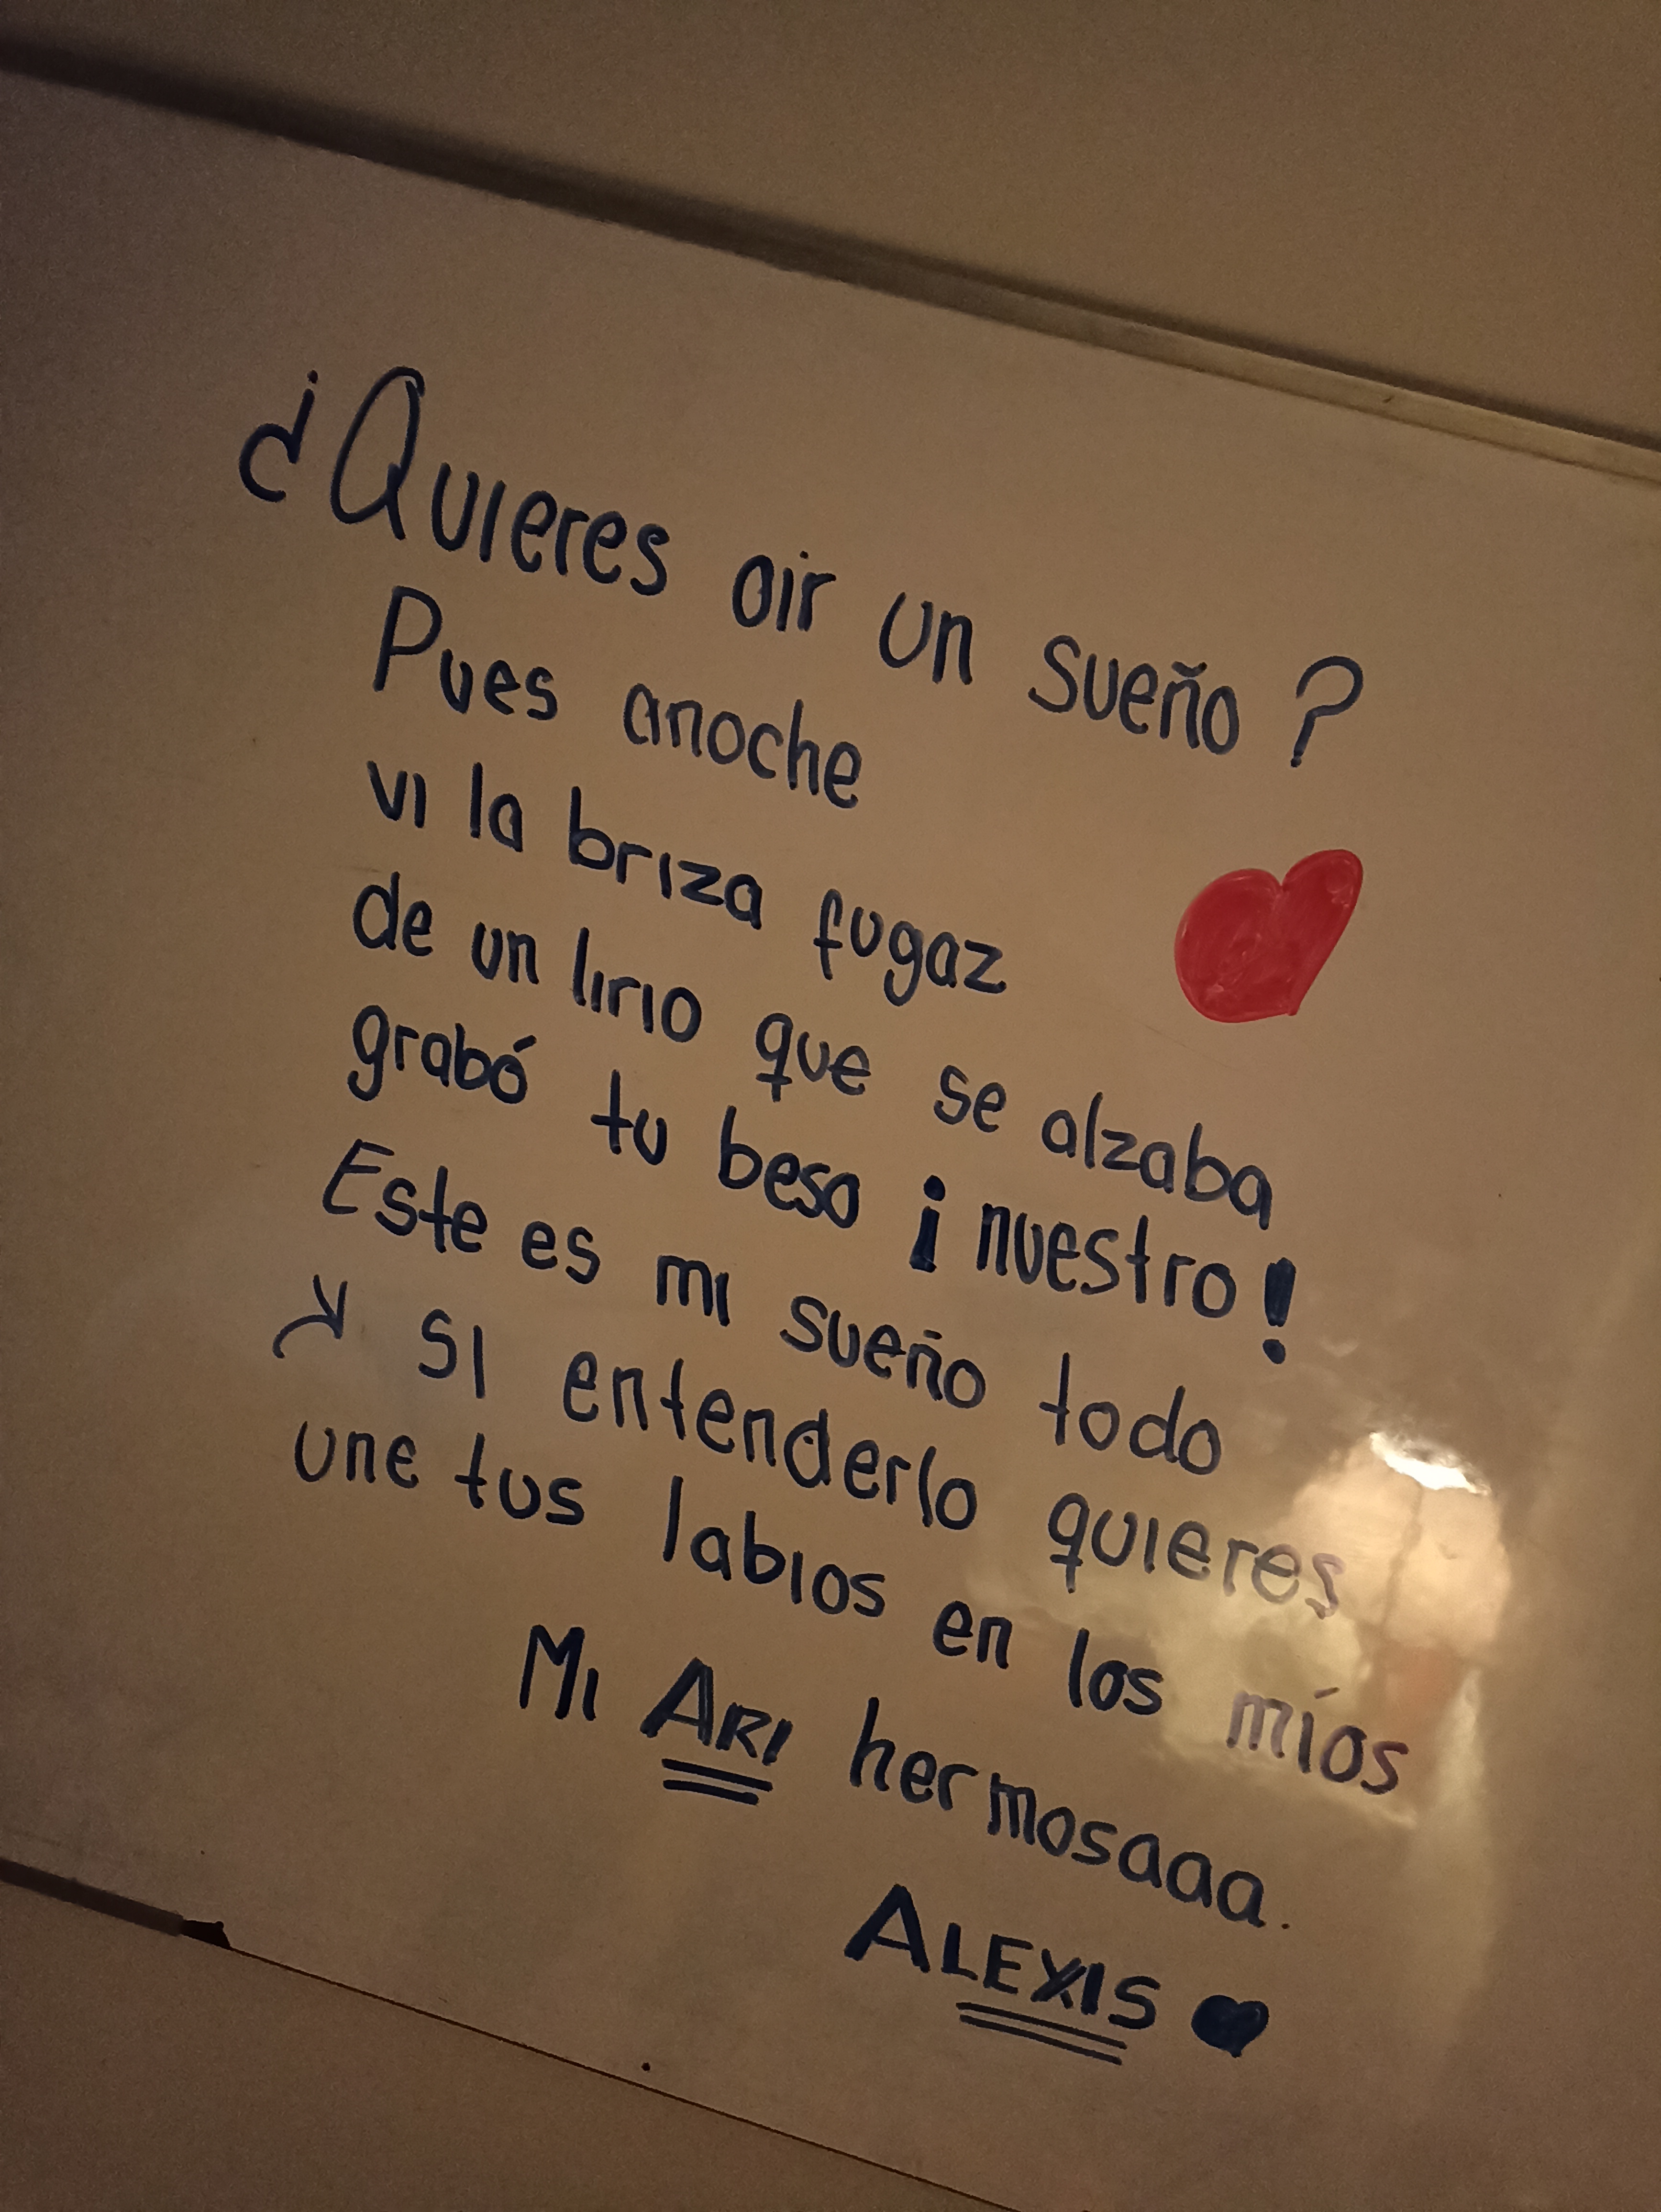 ¿Quieres oir un sueño?
Pues anoche
vi la briza fugaz
de un lirio que se alzaba
grabó tu beso ¡nuestro!
Este es mi sueño todo
si entenderlo quieres
une tus labios en los míos
Mi ARI hermosaaa.
ALEXIS